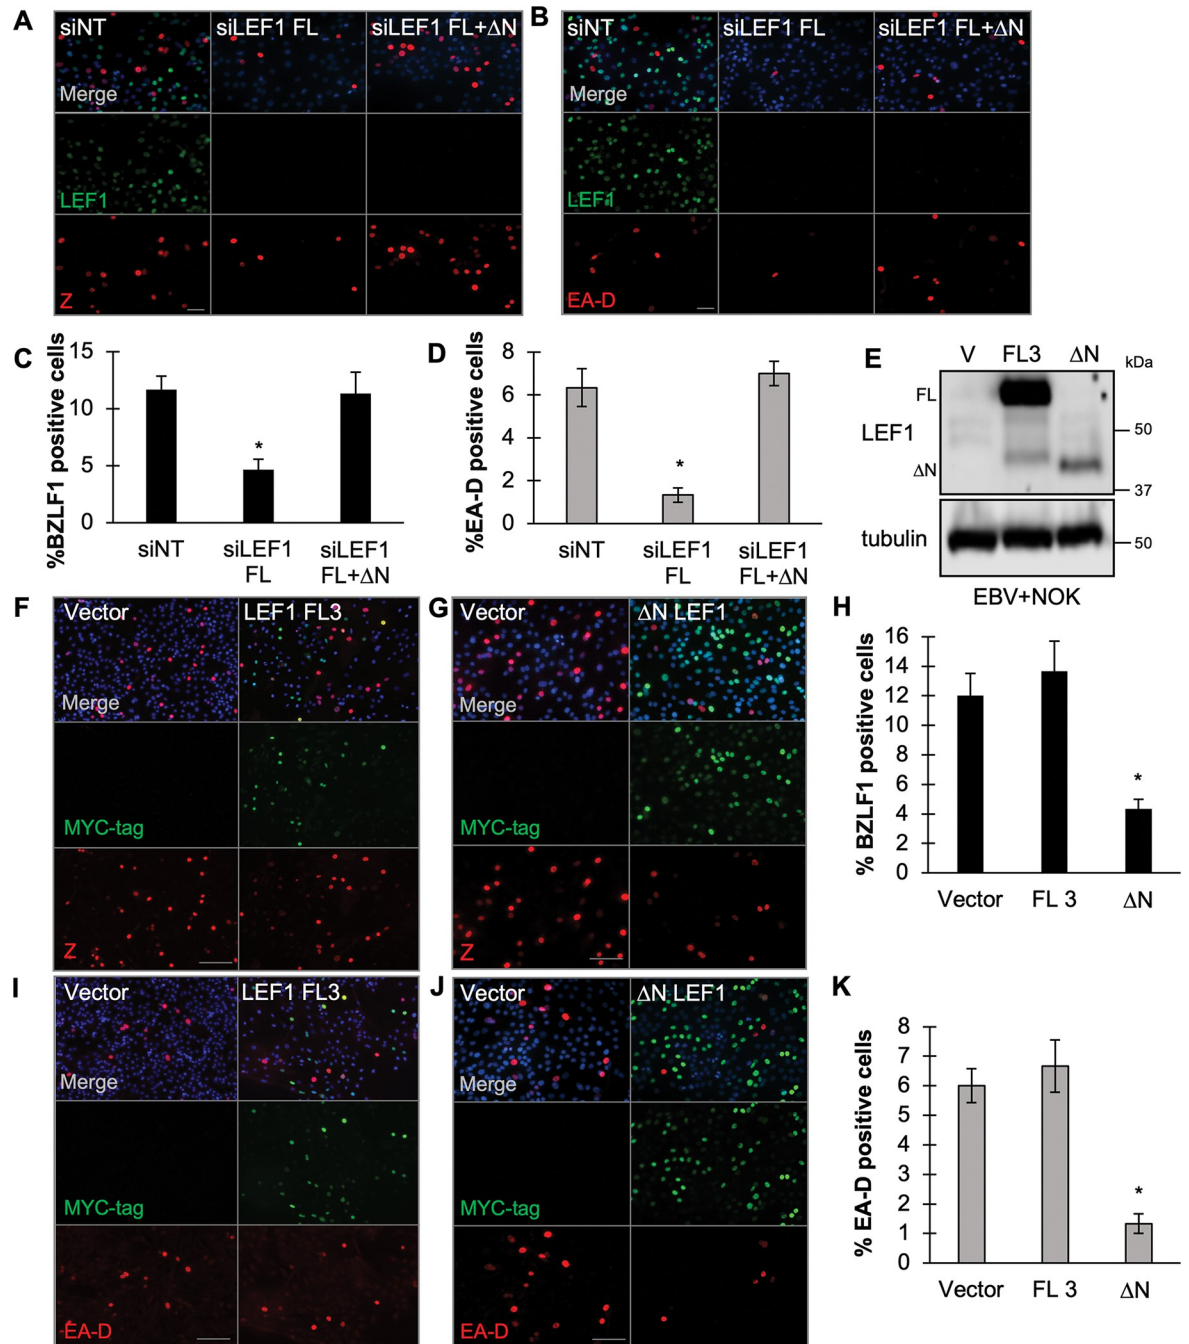 A
siNT
siLEF1 FL
siLEF1 FL+ΔN
Merge
LEF1
Z
B
siNT
siLEF1 FL
siLEF1 FL+ΔN
Merge
LEF1
EA-D
C
%BZLF1 positive cells
15
10
5
0
siNT
siLEF1
FL
siLEF1
FL+ΔN
*
D
%EA-D positive cells
8
6
4
2
0
siNT
siLEF1
FL
siLEF1
FL+ΔN
*
E
V
FL3
ΔN
kDa
FL
LEF1
ΔN
50
37
tubulin
50
EBV+NOK
F
Vector
LEF1 FL3
Merge
MYC-tag
Z
G
Vector
ΔN LEF1
Merge
MYC-tag
Z
H
% BZLF1 positive cells
16
14
12
10
8
6
4
2
0
Vector
FL 3
ΔN
*
I
Vector
LEF1 FL3
Merge
MYC-tag
EA-D
J
Vector
ΔN LEF1
Merge
MYC-tag
EA-D
K
% EA-D positive cells
8
7
6
5
4
3
2
1
0
Vector
FL 3
ΔN
*